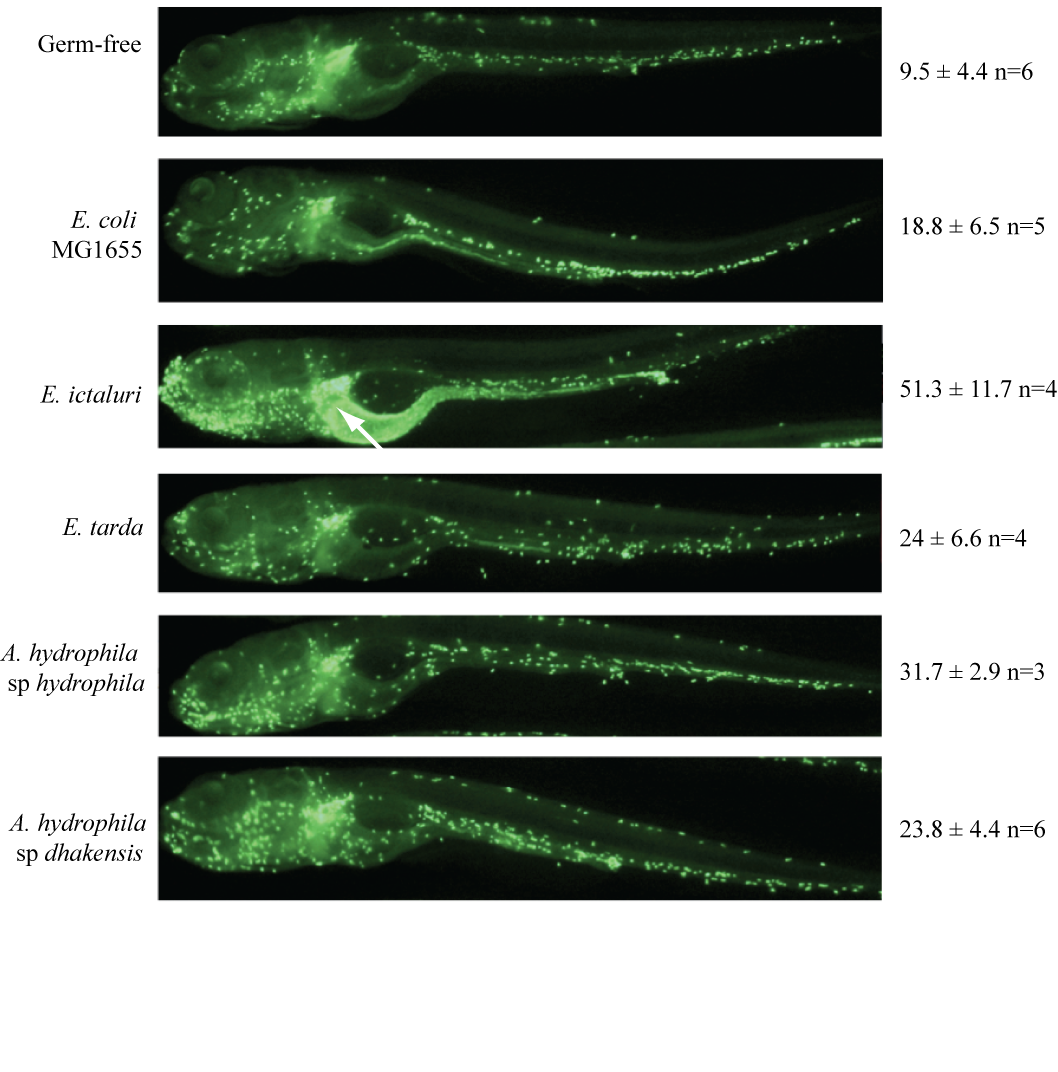 Germ-free
9.5 ± 4.4 n=6
E. coli
MG1655
18.8 ± 6.5 n=5
E. ictaluri
51.3 ± 11.7 n=4
E. tarda
24 ± 6.6 n=4
A. hydrophila
sp hydrophila
31.7 ± 2.9 n=3
A. hydrophila
sp dhakensis
23.8 ± 4.4 n=6